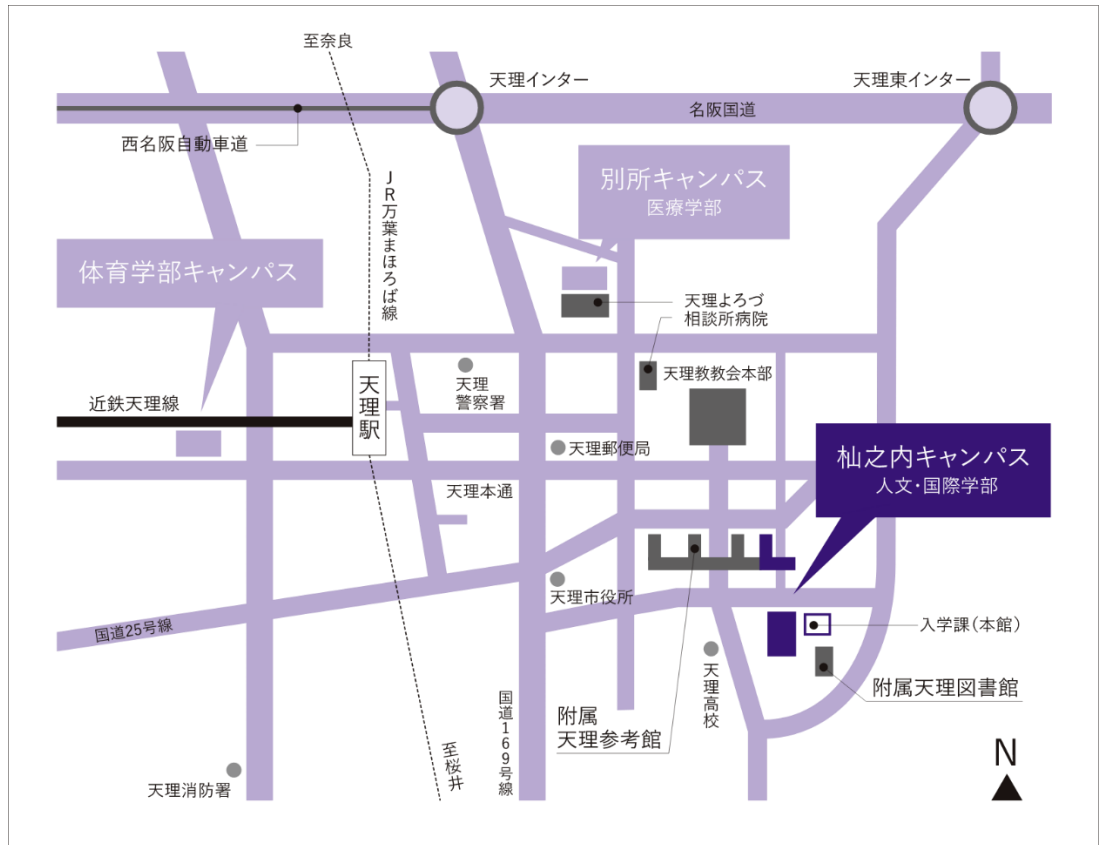 至奈良
天理インター
天理東インター
名阪国道
西名阪自動車道
JR万葉まほろば線
別所キャンパス
医療学部
体育学部キャンパス
天理よろづ
相談所病院
天理
警察署
天理教教会本部
天理駅
近鉄天理線
天理郵便局
杣之内キャンパス
人文・国際学部
天理本通
天理市役所
国道25号線
入学課(本館)
天理高校
附属天理図書館
附属
天理参考館
国道169号線
至桜井
天理消防署
N